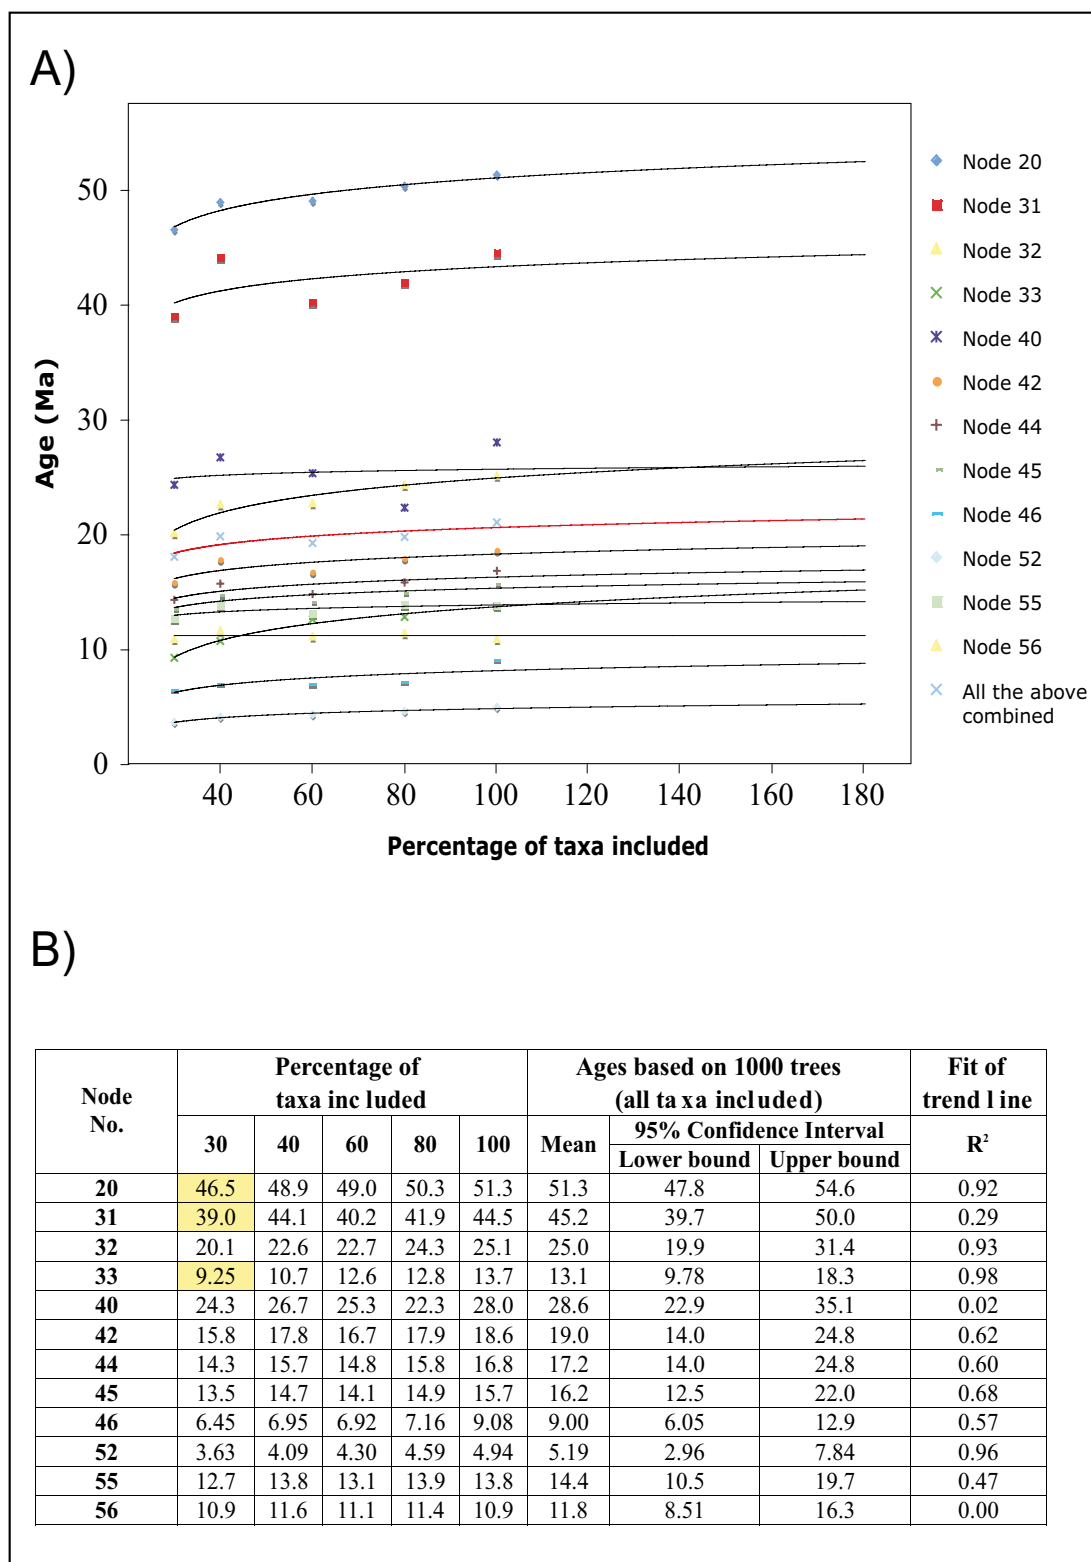 A)
50
40
30
20
10
0
Age (Ma)
40 60 80 100 120 140 160 180
Percentage of taxa included
Node 20
Node 31
Node 32
Node 33
Node 40
Node 42
Node 44
Node 45
Node 46
Node 52
Node 55
Node 56
All the above
combined
B)
Node No. Percentage of taxa inc luded Ages based on 1000 trees (all ta xa included) Fit of trend l ine
30 40 60 80 100 Mean 95% Confidence Interval R²
Lower bound Upper bound
20 46.5 48.9 49.0 50.3 51.3 51.3 47.8 54.6 0.92
31 39.0 44.1 40.2 41.9 44.5 45.2 39.7 50.0 0.29
32 20.1 22.6 22.7 24.3 25.1 25.0 19.9 31.4 0.93
33 9.25 10.7 12.6 12.8 13.7 13.1 9.78 18.3 0.98
40 24.3 26.7 25.3 22.3 28.0 28.6 22.9 35.1 0.02
42 15.8 17.8 16.7 17.9 18.6 19.0 14.0 24.8 0.62
44 14.3 15.7 14.8 15.8 16.8 17.2 14.0 24.8 0.60
45 13.5 14.7 14.1 14.9 15.7 16.2 12.5 22.0 0.68
46 6.45 6.95 6.92 7.16 9.08 9.00 6.05 12.9 0.57
52 3.63 4.09 4.30 4.59 4.94 5.19 2.96 7.84 0.96
55 12.7 13.8 13.1 13.9 13.8 14.4 10.5 19.7 0.47
56 10.9 11.6 11.1 11.4 10.9 11.8 8.51 16.3 0.00